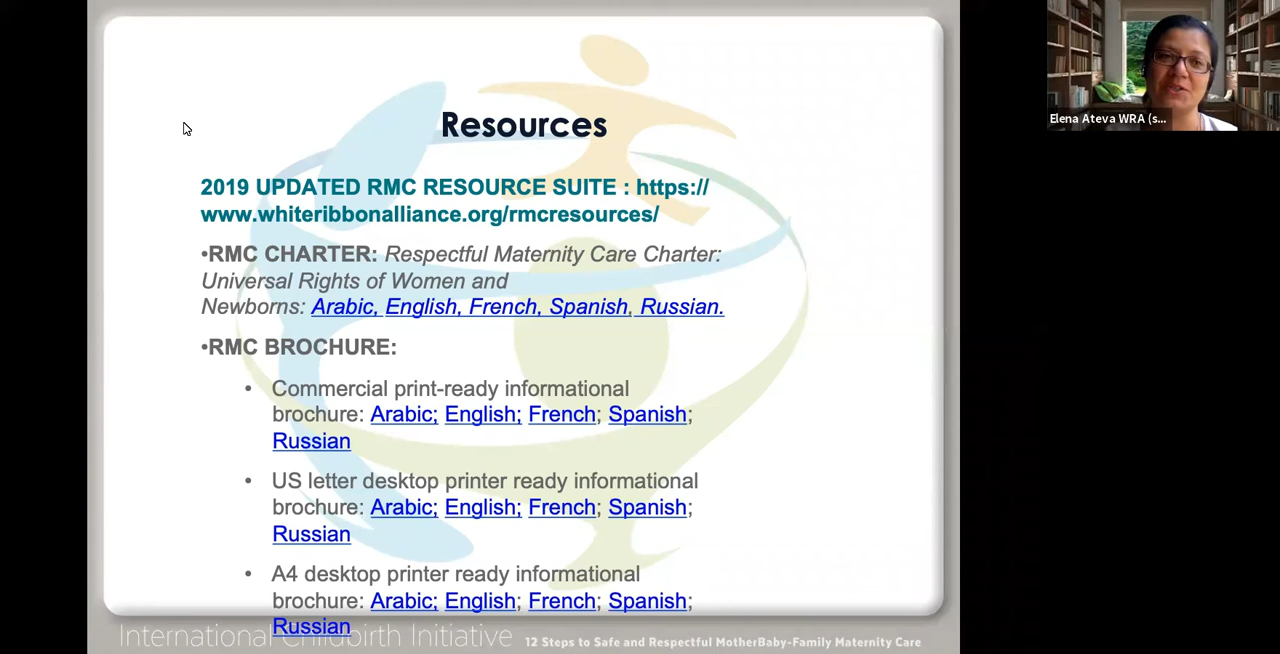 Resources
2019 UPDATED RMC RESOURCE SUITE : https://
www.whiteribbonalliance.org/rmcresources/
•RMC CHARTER: Respectful Maternity Care Charter:
Universal Rights of Women and
Newborns: Arabic, English, French, Spanish, Russian.
•RMC BROCHURE:
• Commercial print-ready informational
brochure: Arabic; English; French; Spanish;
Russian
• US letter desktop printer ready informational
brochure: Arabic; English; French; Spanish;
Russian
• A4 desktop printer ready informational
brochure: Arabic; English; French; Spanish;
Russian
International Childbirth Initiative 12 Steps to Safe and Respectful MotherBaby-Family Maternity Care
Elena Ateva WRA (s...